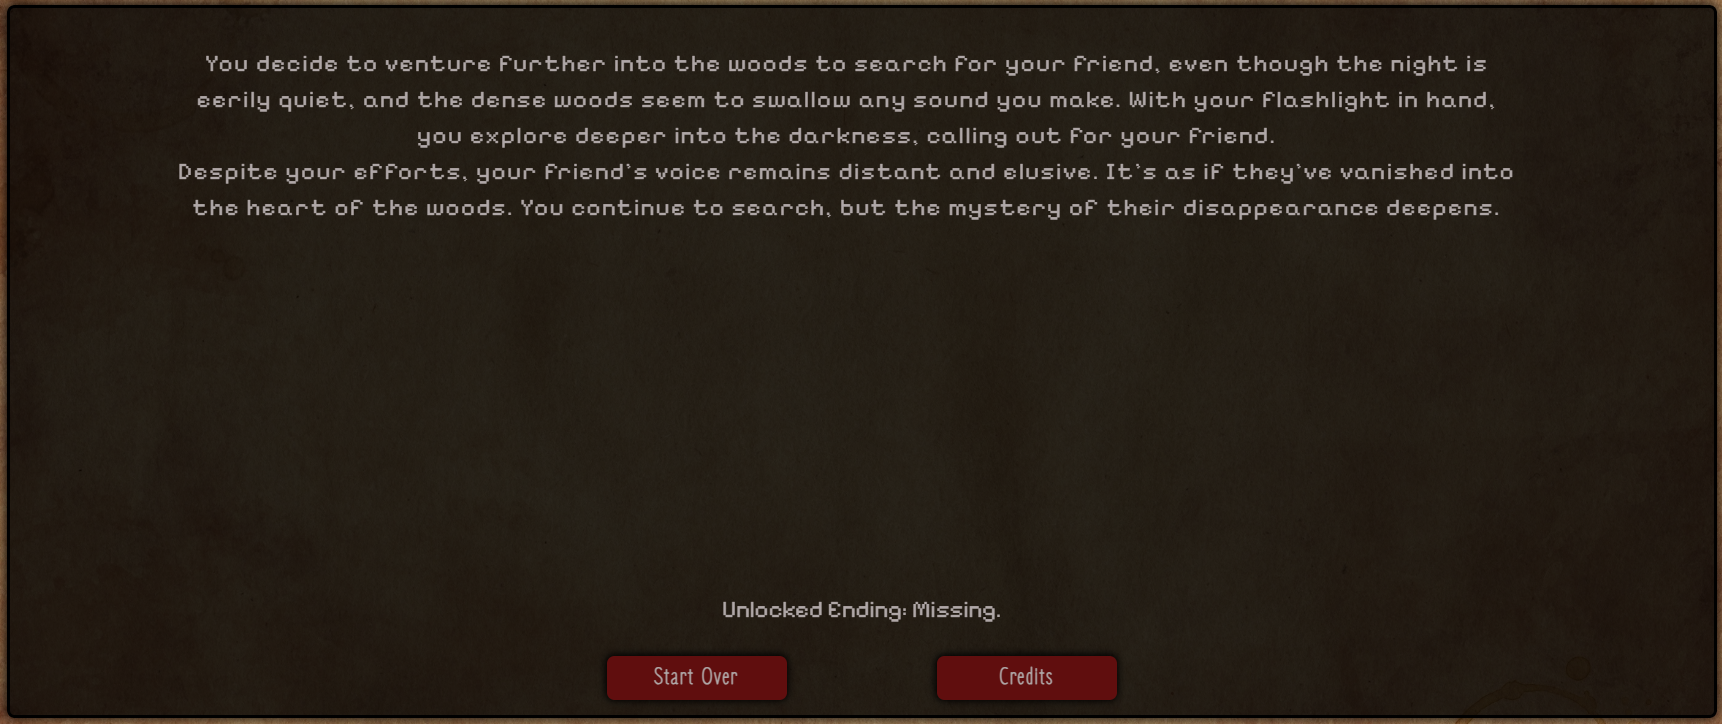 You decide to venture further into the woods to search for your friend, even though the night is
eerily quiet, and the dense woods seem to swallow any sound you make. With your flashlight in hand,
you explore deeper into the darkness, calling out for your friend.
Despite your efforts, your friend's voice remains distant and elusive. It's as if they've vanished into
the heart of the woods. You continue to search, but the mystery of their disappearance deepens.
Unlocked Ending: Missing.
Start Over
Credits